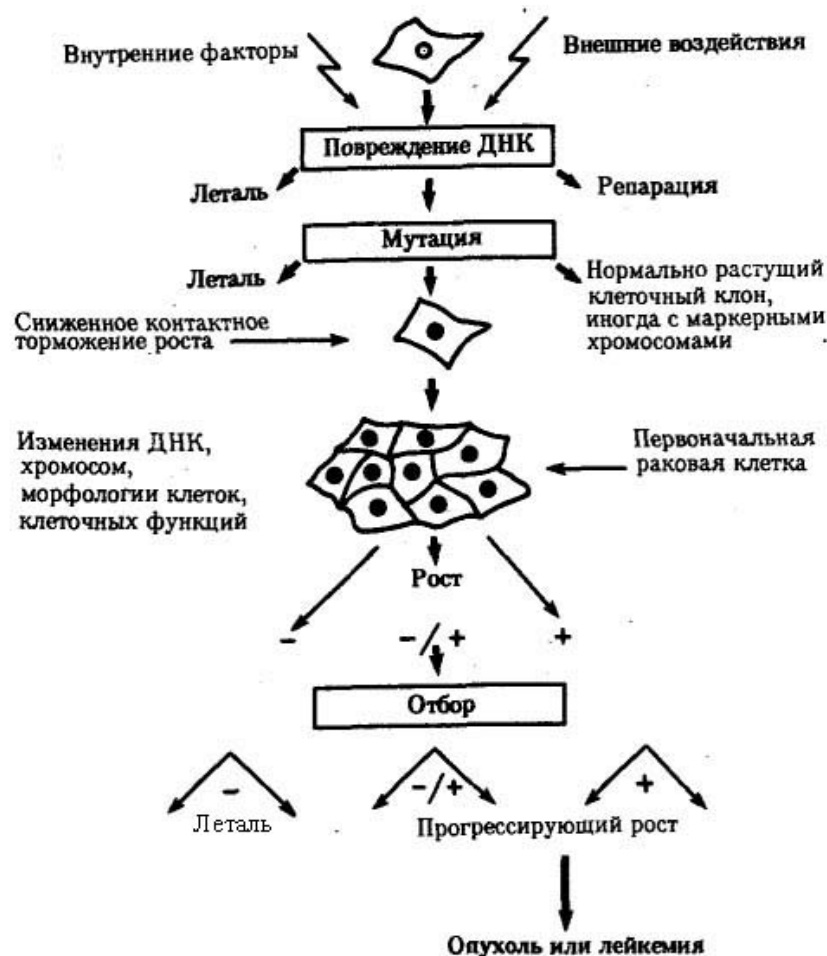 Внутренние факторы
Внешние воздействия
Повреждение ДНК
Леталь
Репарация
Мутация
Леталь
Нормально растущий
клеточный клон,
иногда с маркерными
хромосомами
Сниженное контактное
торможение роста
Изменения ДНК,
хромосом,
морфологии клеток,
клеточных функций
Первоначальная
раковая клетка
Рост
- -/+ +
Отбор
- -/+ +
Леталь
Прогрессирующий рост
Опухоль или лейкемия